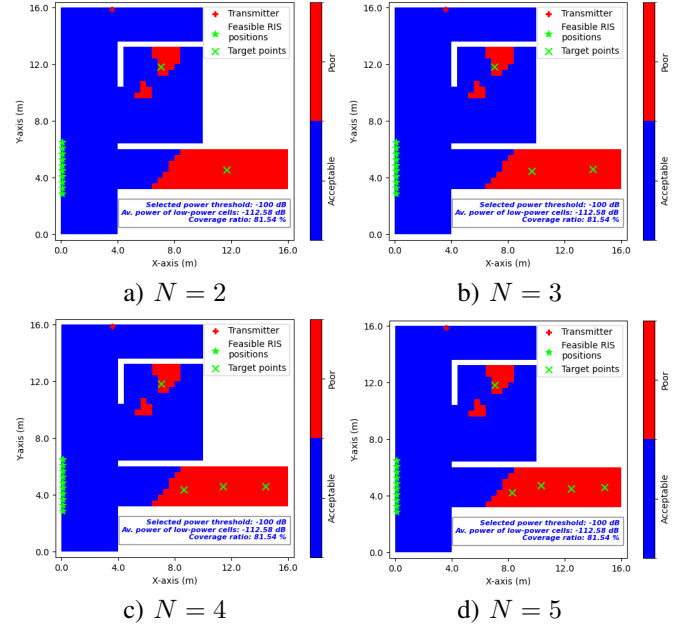 16.0
12.0
8.0
4.0
0.0
Y-axis (m)
Transmitter
Feasible RIS
positions
Target points
Selected power threshold: -100 dB
Av. power of low-power cells: -112.58 dB
Coverage ratio: 81.54 %
0.0 4.0 8.0 12.0 16.0
X-axis (m)
Poor
Acceptable
a) N = 2
16.0
12.0
8.0
4.0
0.0
Y-axis (m)
Transmitter
Feasible RIS
positions
Target points
Selected power threshold: -100 dB
Av. power of low-power cells: -112.58 dB
Coverage ratio: 81.54 %
0.0 4.0 8.0 12.0 16.0
X-axis (m)
Poor
Acceptable
b) N = 3
16.0
12.0
8.0
4.0
0.0
Y-axis (m)
Transmitter
Feasible RIS
positions
Target points
Selected power threshold: -100 dB
Av. power of low-power cells: -112.58 dB
Coverage ratio: 81.54 %
0.0 4.0 8.0 12.0 16.0
X-axis (m)
Poor
Acceptable
c) N = 4
16.0
12.0
8.0
4.0
0.0
Y-axis (m)
Transmitter
Feasible RIS
positions
Target points
Selected power threshold: -100 dB
Av. power of low-power cells: -112.58 dB
Coverage ratio: 81.54 %
0.0 4.0 8.0 12.0 16.0
X-axis (m)
Poor
Acceptable
d) N = 5